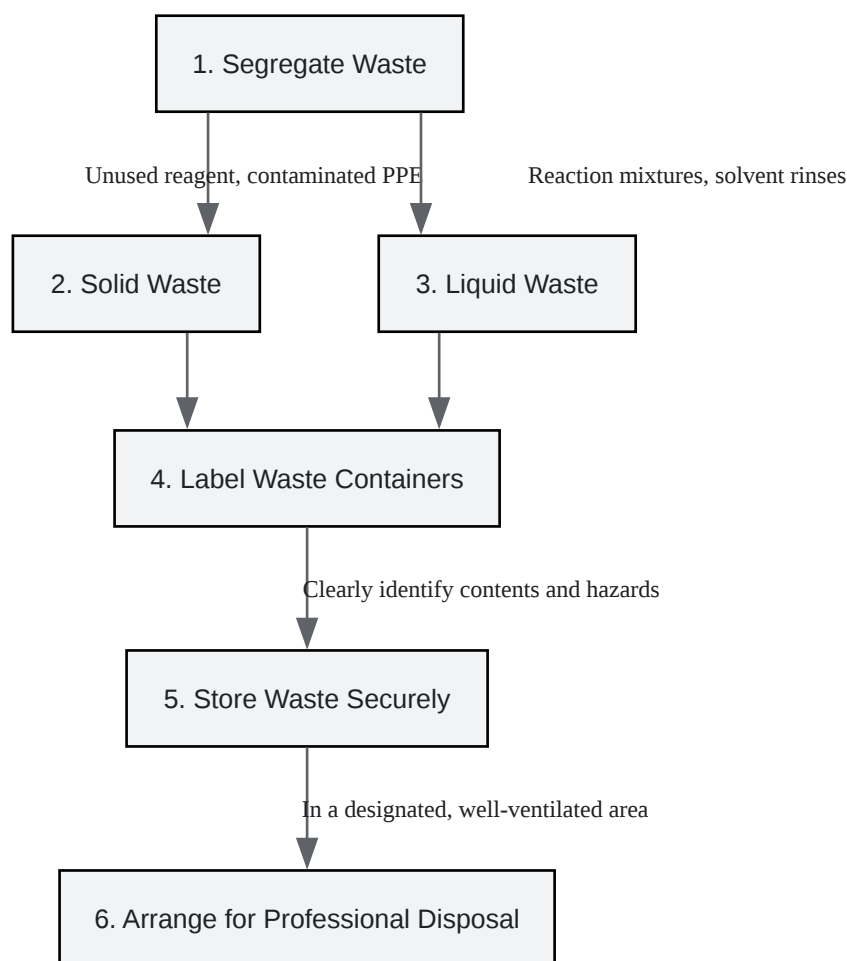 1. Segregate Waste
Unused reagent, contaminated PPE
Reaction mixtures, solvent rinses
2. Solid Waste
3. Liquid Waste
4. Label Waste Containers
Clearly identify contents and hazards
5. Store Waste Securely
In a designated, well-ventilated area
6. Arrange for Professional Disposal